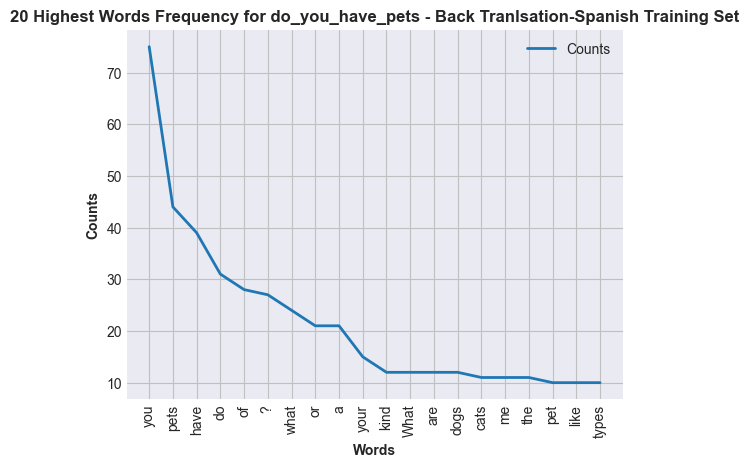 20 Highest Words Frequency for do_you_have_pets - Back Tranlsation-Spanish Training Set
Counts
70
60
50
40
30
20
10
Counts
you
pets
have
do
of
?
what
or
a
your
kind
What
are
dogs
cats
me
the
pet
like
types
Words